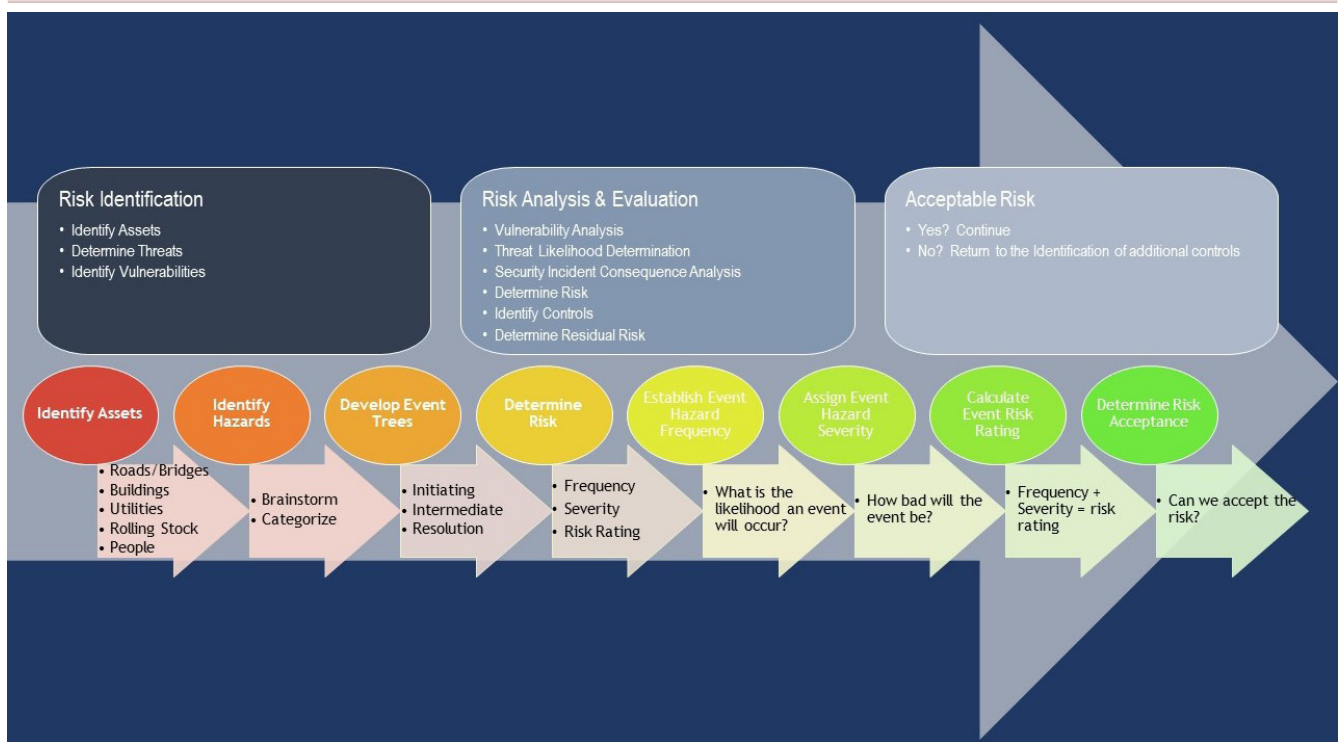 Risk Identification
• Identify Assets
• Determine Threats
• Identify Vulnerabilities
Risk Analysis & Evaluation
• Vulnerability Analysis
• Threat Likelihood Determination
• Security Incident Consequence Analysis
• Determine Risk
• Identify Controls
• Determine Residual Risk
Acceptable Risk
• Yes? Continue
• No? Return to the Identification of additional controls
Identify Assets
• Roads/Bridges
• Buildings
• Utilities
• Rolling Stock
• People
Identify
Hazards
• Brainstorm
• Categorize
Develop Event
Trees
• Initiating
• Intermediate
• Resolution
Determine
Risk
• Frequency
• Severity
• Risk Rating
Establish Event
Hazard
Frequency
• What is the
likelihood an event
will occur?
Assign Event
Hazard
Severity
• How bad will the
event be?
Calculate
Event Risk
Rating
• Frequency +
Severity = risk
rating
Determine Risk
Acceptance
• Can we accept the
risk?